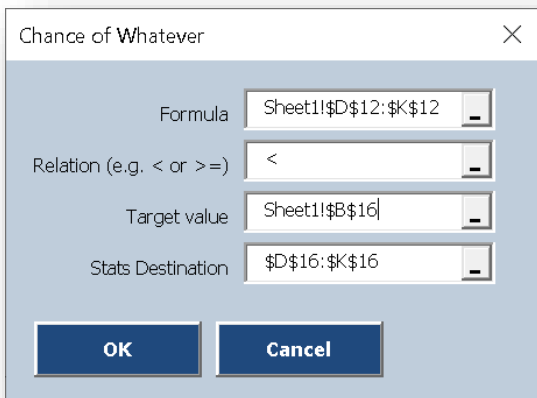 Chance of Whatever
Formula Sheet1!$D$12:$K$12 _
Relation (e.g. < or >=) < _
Target value Sheet1!$B$16 _
Stats Destination $D$16:$K$16 _
OK Cancel